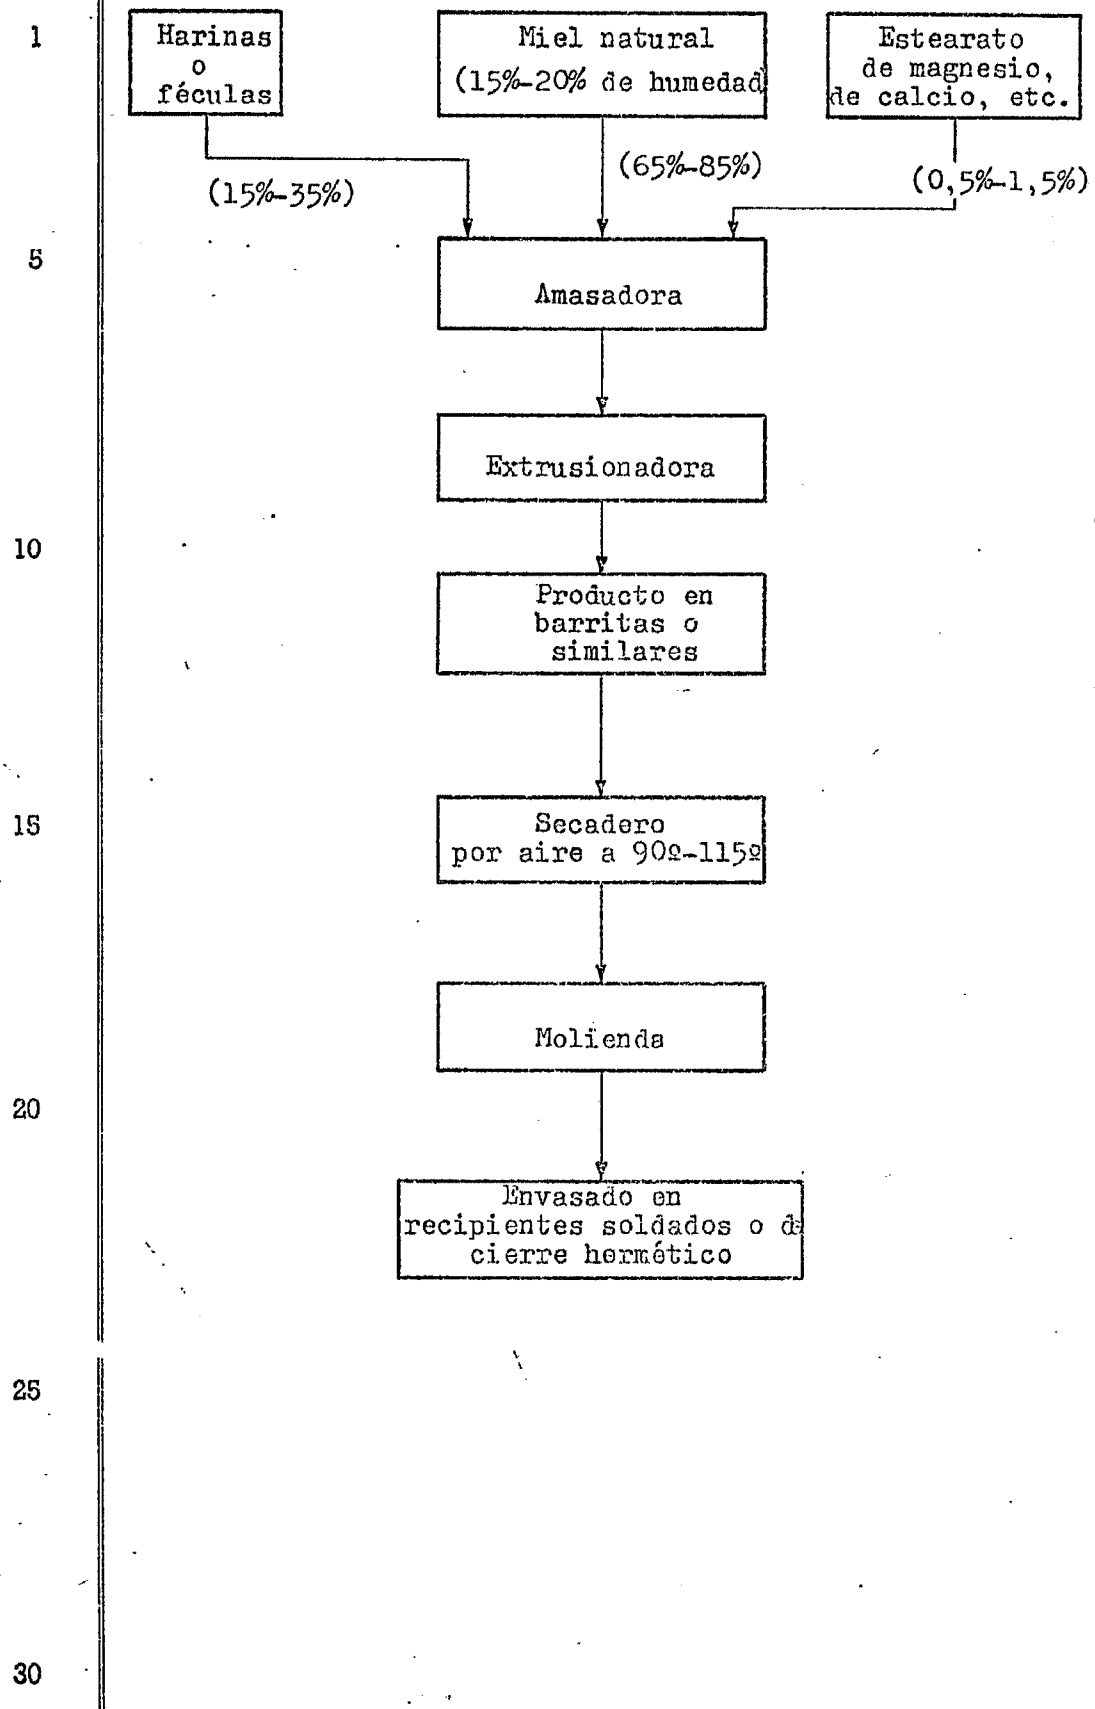 1
Harinas
o
féculas
Miel natural
(15%-20% de humedad
Estearato
de magnesio,
de calcio, etc.
(15%-35%)
(65%-85%)
(0,5%-1,5%)
5
Amasadora
Extrusionadora
10
Producto en
barritas o
similares
15
Secadero
por aire a 90º-115º
Molienda
20
Envasado en
recipientes soldados o de
cierre hermético
25
30